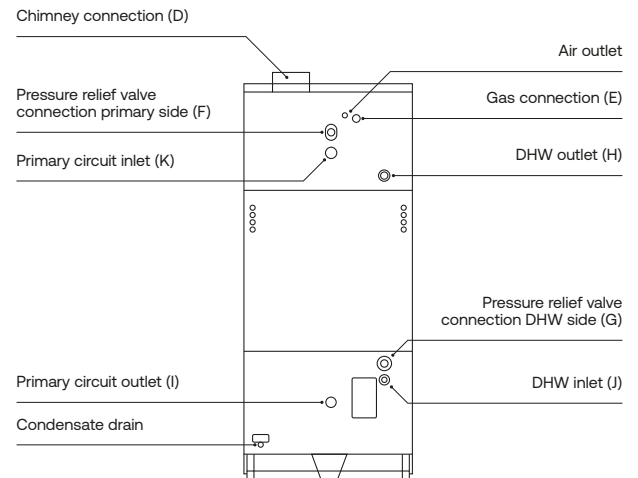 Chimney connection (D)
Air outlet
Pressure relief valve
connection primary side (F)
Gas connection (E)
Primary circuit inlet (K)
DHW outlet (H)
Pressure relief valve
connection DHW side (G)
Primary circuit outlet (I)
DHW inlet (J)
Condensate drain